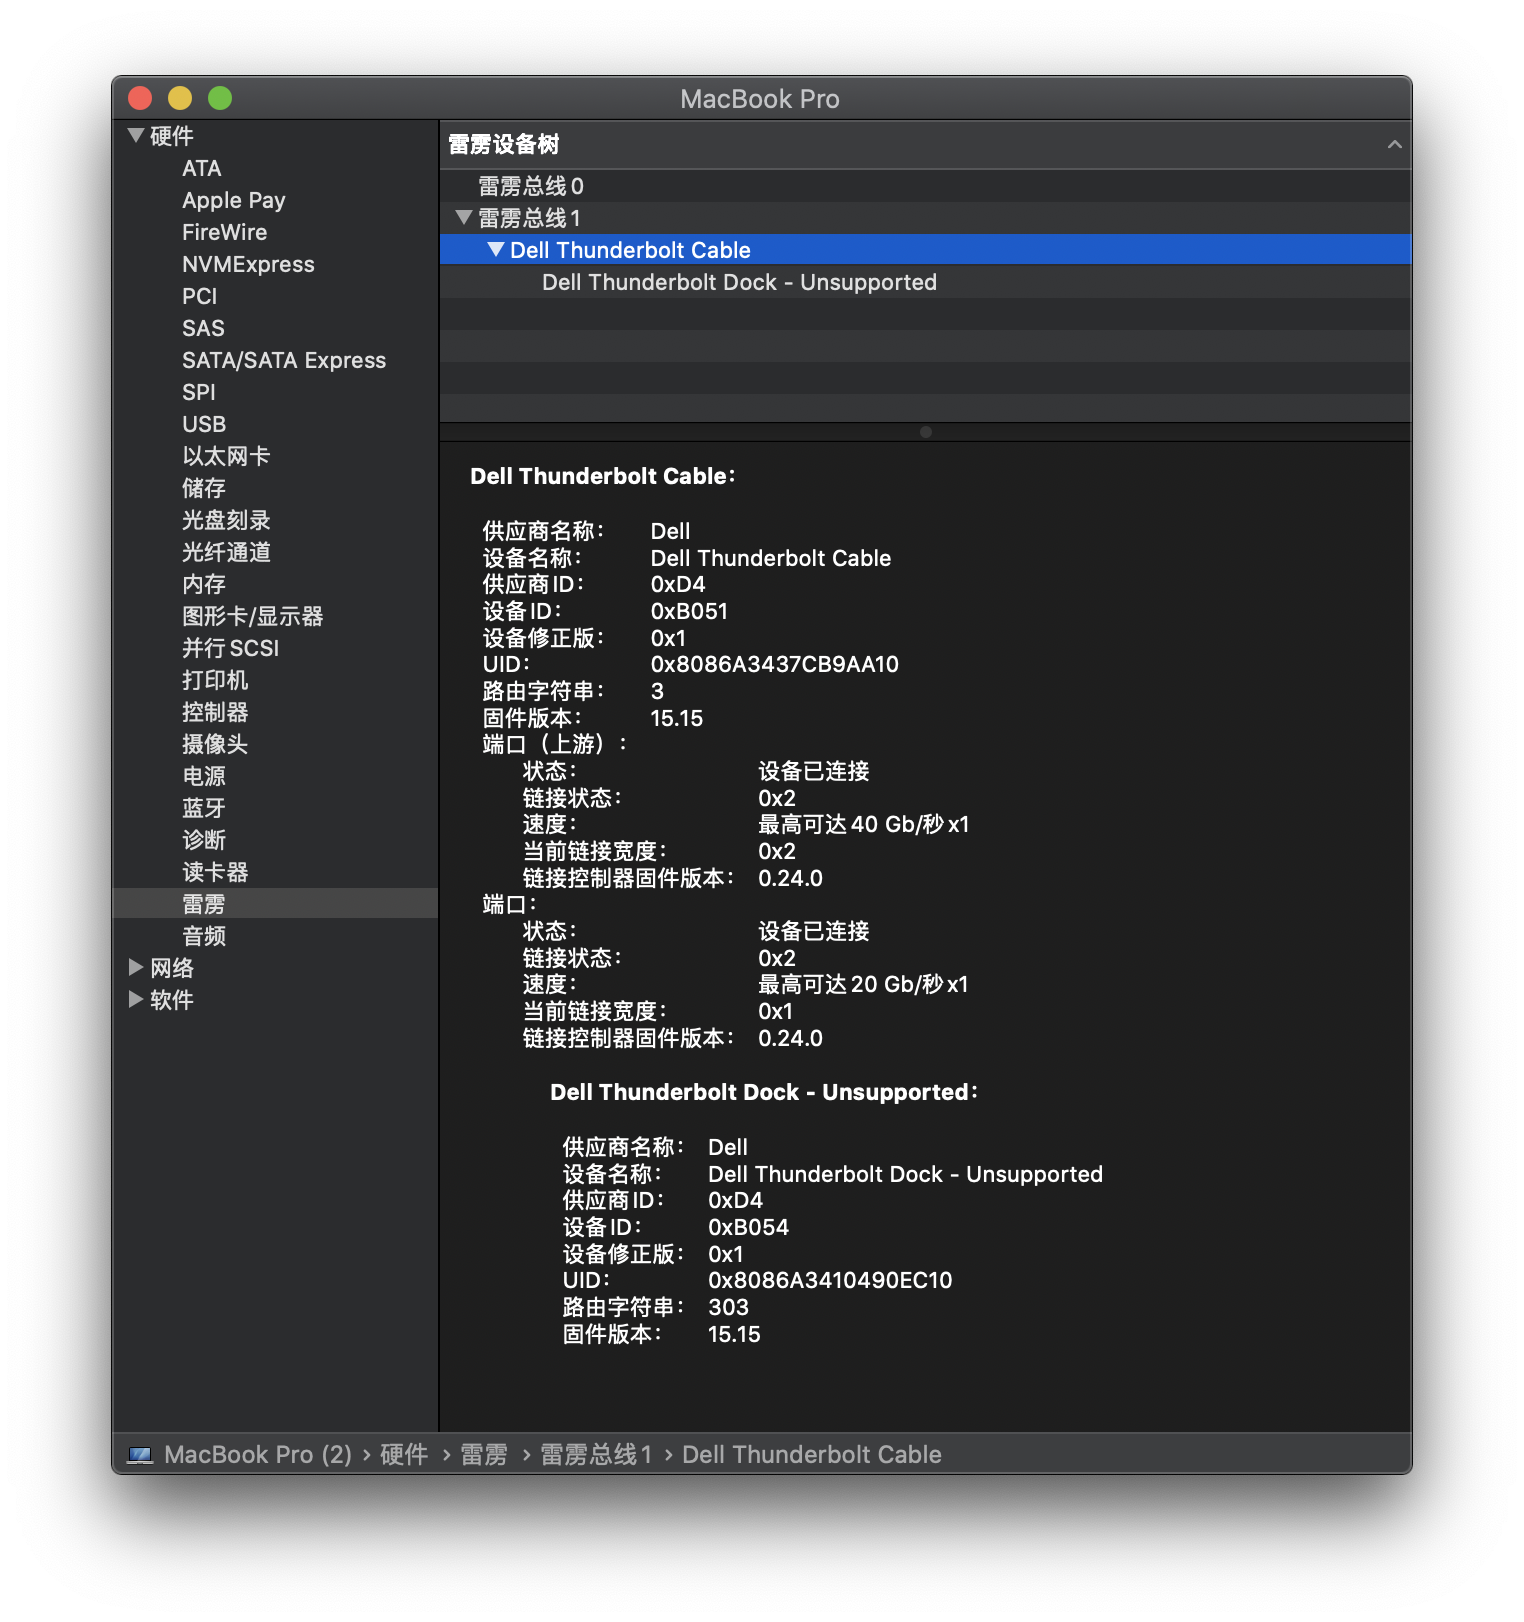 MacBook Pro
硬件
ATA
Apple Pay
FireWire
NVMExpress
PCI
SAS
SATA/SATA Express
SPI
USB
以太网卡
储存
光盘刻录
光纤通道
内存
图形卡/显示器
并行 SCSI
打印机
控制器
摄像头
电源
蓝牙
诊断
读卡器
雷雳
音频
网络
软件
雷雳设备树
雷雳总线 0
雷雳总线 1
Dell Thunderbolt Cable
Dell Thunderbolt Dock - Unsupported
Dell Thunderbolt Cable：
供应商名称： Dell
设备名称： Dell Thunderbolt Cable
供应商 ID： 0xD4
设备 ID： 0xB051
设备修正版： 0x1
UID： 0x8086A3437CB9AA10
路由字符串： 3
固件版本： 15.15
端口（上游）：
状态： 设备已连接
链接状态： 0x2
速度： 最高可达 40 Gb/秒 x1
当前链接宽度： 0x2
链接控制器固件版本： 0.24.0
端口：
状态： 设备已连接
链接状态： 0x2
速度： 最高可达 20 Gb/秒 x1
当前链接宽度： 0x1
链接控制器固件版本： 0.24.0
Dell Thunderbolt Dock - Unsupported：
供应商名称： Dell
设备名称： Dell Thunderbolt Dock - Unsupported
供应商 ID： 0xD4
设备 ID： 0xB054
设备修正版： 0x1
UID： 0x8086A3410490EC10
路由字符串： 303
固件版本： 15.15
MacBook Pro (2) › 硬件 › 雷雳 › 雷雳总线 1 › Dell Thunderbolt Cable